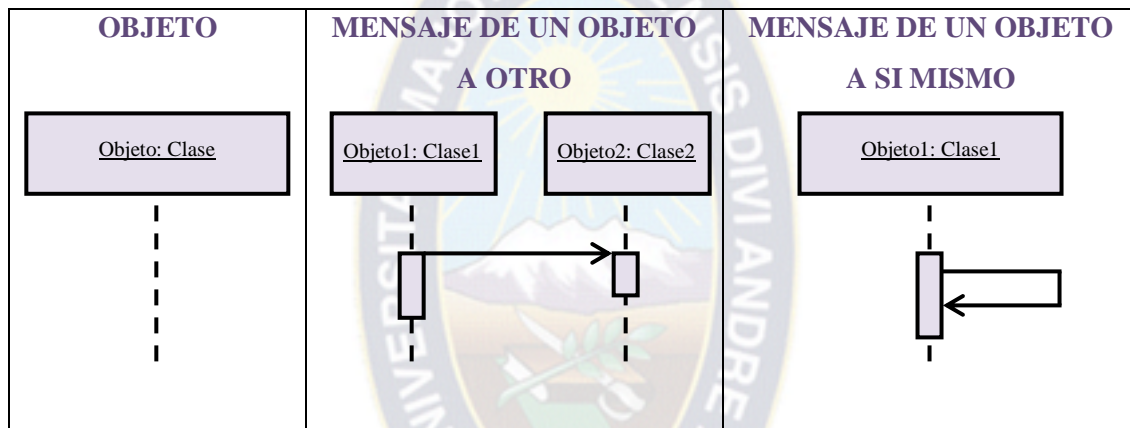 OBJETO
MENSAJE DE UN OBJETO
A OTRO
MENSAJE DE UN OBJETO
A SI MISMO
Objeto: Clase
Objeto1: Clase1
Objeto2: Clase2
Objeto1: Clase1